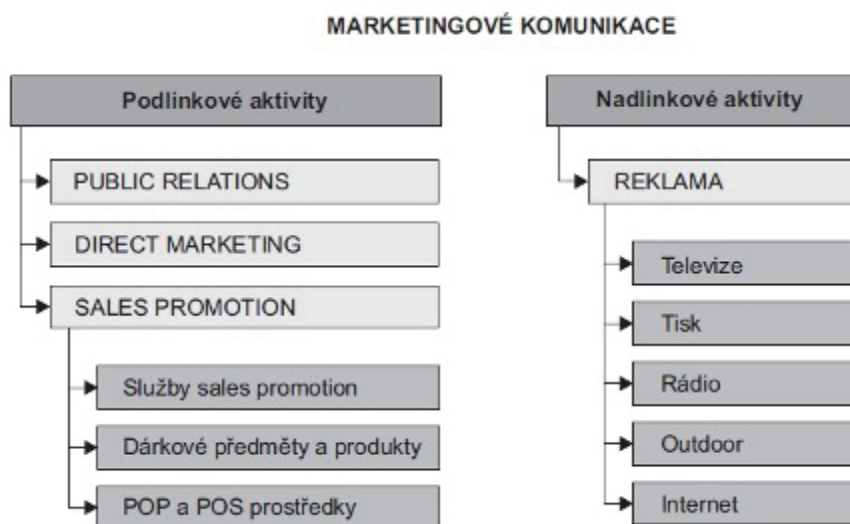 MARKETINGOVÉ KOMUNIKACE
Podlinkové aktivity
PUBLIC RELATIONS
DIRECT MARKETING
SALES PROMOTION
Služby sales promotion
Dárkové předměty a produkty
POP a POS prostředky
Nadlinkové aktivity
REKLAMA
Televize
Tisk
Rádio
Outdoor
Internet